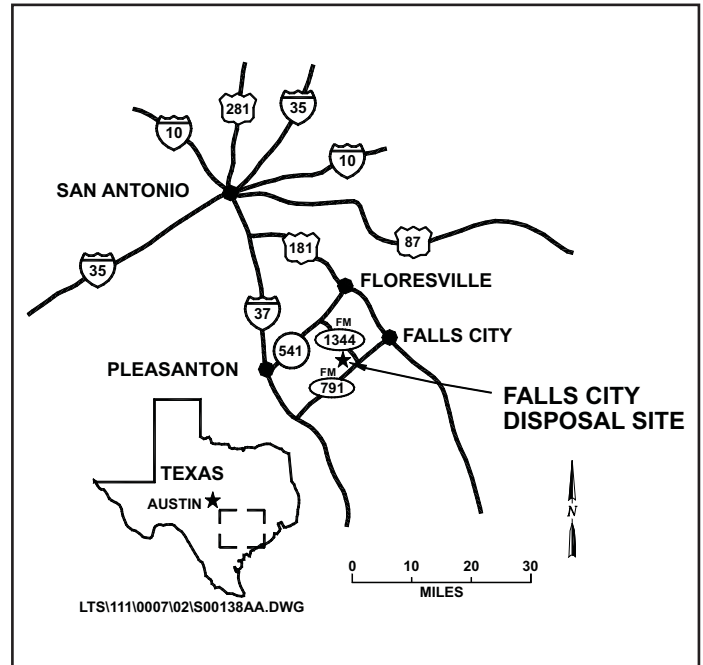 281
35
10
10
SAN ANTONIO
87
181
35
FLORESVILLE
37
FM
1344
FALLS CITY
541
PLEASANTON
FM
791
FALLS CITY
DISPOSAL SITE
TEXAS
AUSTIN
N
0 10 20 30
MILES
LTS\111\0007\02\S00138AA.DWG